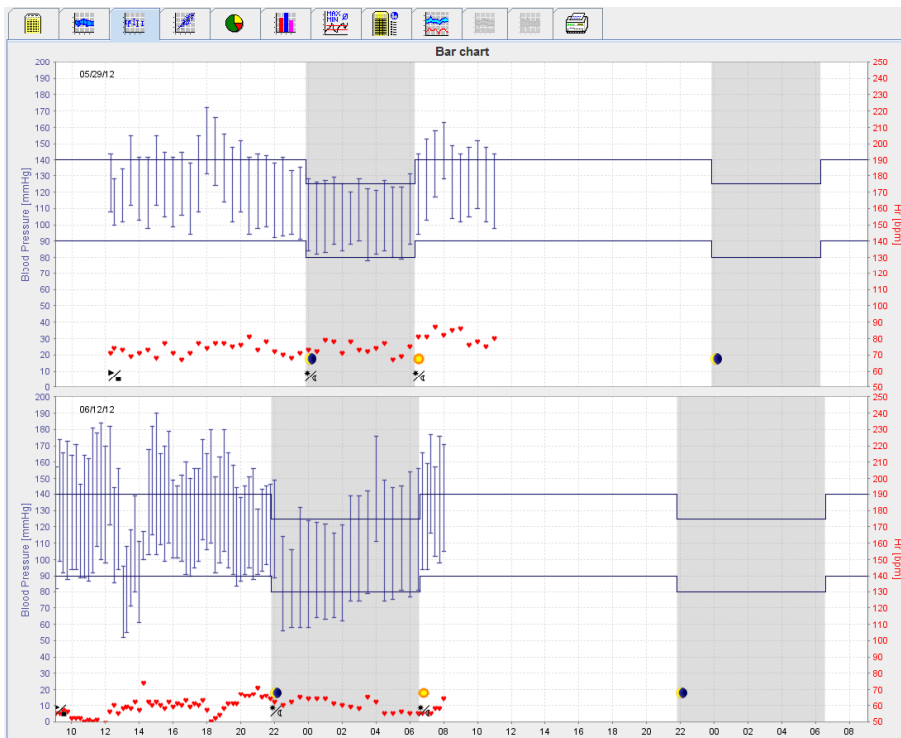 MAX Ø
MIN
Bar chart
05/29/12
200 190 180 170 160 150 140 130 120 110 100 90 80 70 60 50 40 30 20 10 0
Blood Pressure [mmHg]
250 240 230 220 210 200 190 180 170 160 150 140 130 120 110 100 90 80 70 60 50
Hr [bpm]
06/12/12
200 190 180 170 160 150 140 130 120 110 100 90 80 70 60 50 40 30 20 10 0
Blood Pressure [mmHg]
250 240 230 220 210 200 190 180 170 160 150 140 130 120 110 100 90 80 70 60 50
Hr [bpm]
10 12 14 16 18 20 22 00 02 04 06 08 10 12 14 16 18 20 22 00 02 04 06 08